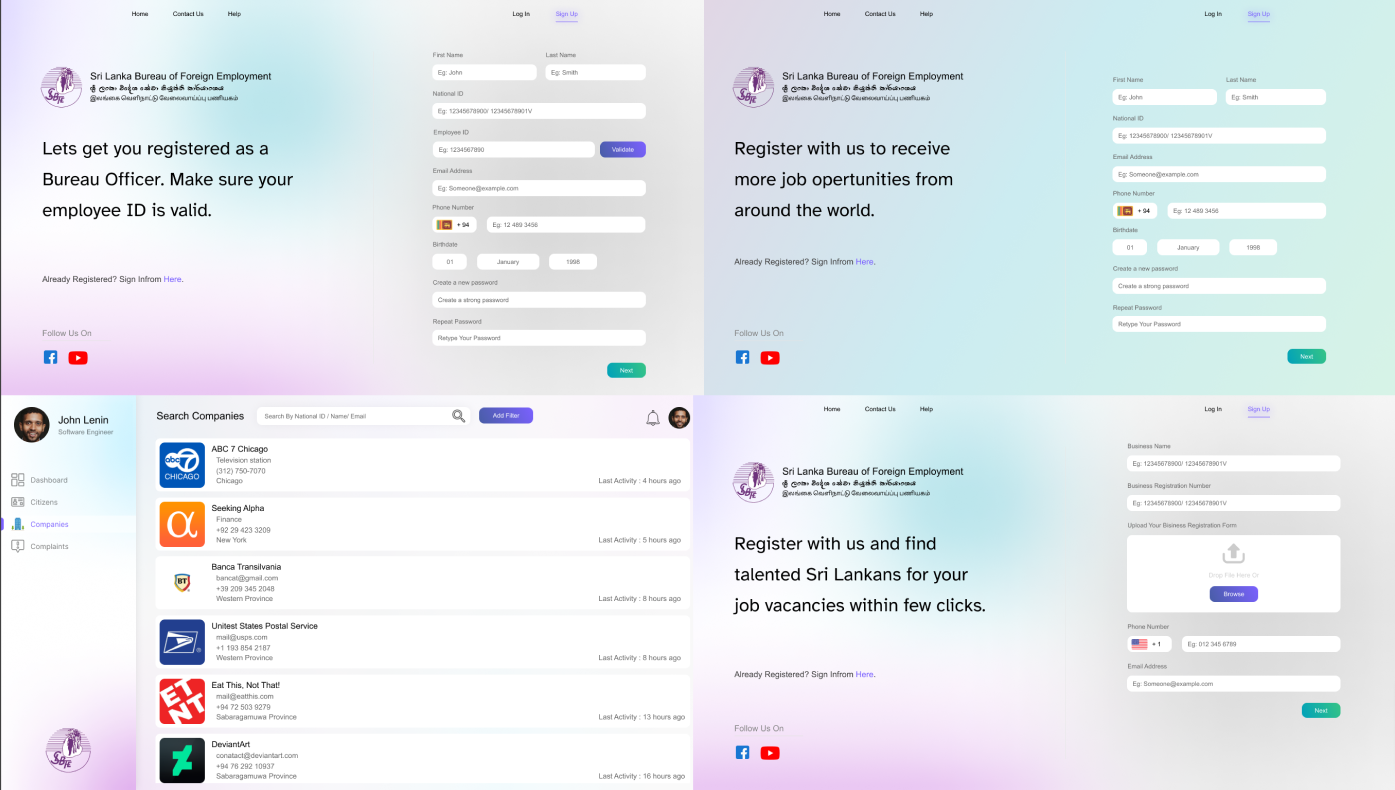 Home Contact Us Help Log In Sign Up
Sri Lanka Bureau of Foreign Employment
ශ්‍රී ලංකා විදේශ සේවා නියුක්ති කාර්යාංශය
இலங்கை வெளிநாட்டு வேலைவாய்ப்பு பணியகம்
Lets get you registered as a
Bureau Officer. Make sure your
employee ID is valid.
Already Registered? Sign Infrom Here.
Follow Us On
First Name Last Name
Eg: John Eg: Smith
National ID
Eg: 12345678900/ 12345678901V
Employee ID
Eg: 1234567890 Validate
Email Address
Eg: Someone@example.com
Phone Number
+ 94 Eg: 12 489 3456
Birthdate
01 January 1998
Create a new password
Create a strong password
Repeat Password
Retype Your Password
Next
Home Contact Us Help Log In Sign Up
Sri Lanka Bureau of Foreign Employment
ශ්‍රී ලංකා විදේශ සේවා නියුක්ති කාර්යාංශය
இலங்கை வெளிநாட்டு வேலைவாய்ப்பு பணியகம்
Register with us to receive
more job opertunities from
around the world.
Already Registered? Sign Infrom Here.
Follow Us On
First Name Last Name
Eg: John Eg: Smith
National ID
Eg: 12345678900/ 12345678901V
Email Address
Eg: Someone@example.com
Phone Number
+ 94 Eg: 12 489 3456
Birthdate
01 January 1998
Create a new password
Create a strong password
Repeat Password
Retype Your Password
Next
John Lenin
Software Engineer
Dashboard
Citizens
Companies
Complaints
Search Companies Search By National ID / Name/ Email Add Filter
abc 7 CHICAGO
ABC 7 Chicago
Television station
(312) 750-7070
Chicago Last Activity : 4 hours ago
Seeking Alpha
Finance
+92 29 423 3209
New York Last Activity : 5 hours ago
BT
Banca Transilvania
bancat@gmail.com
+39 209 345 2048
Western Province Last Activity : 8 hours ago
Unitest States Postal Service
mail@usps.com
+1 193 854 2187
Western Province Last Activity : 8 hours ago
Eat This, Not That!
mail@eatthis.com
+94 72 503 9279
Sabaragamuwa Province Last Activity : 13 hours ago
DeviantArt
conatact@deviantart.com
+94 76 292 10937
Sabaragamuwa Province Last Activity : 16 hours ago
Home Contact Us Help Log In Sign Up
Sri Lanka Bureau of Foreign Employment
ශ්‍රී ලංකා විදේශ සේවා නියුක්ති කාර්යාංශය
இலங்கை வெளிநாட்டு வேலைவாய்ப்பு பணியகம்
Register with us and find
talented Sri Lankans for your
job vacancies within few clicks.
Already Registered? Sign Infrom Here.
Follow Us On
Business Name
Eg: 12345678900/ 12345678901V
Business Registration Number
Eg: 12345678900/ 12345678901V
Upload Your Bisiness Registration Form
Drop File Here Or
Browse
Phone Number
+ 1 Eg: 012 345 6789
Email Address
Eg: Someone@example.com
Next